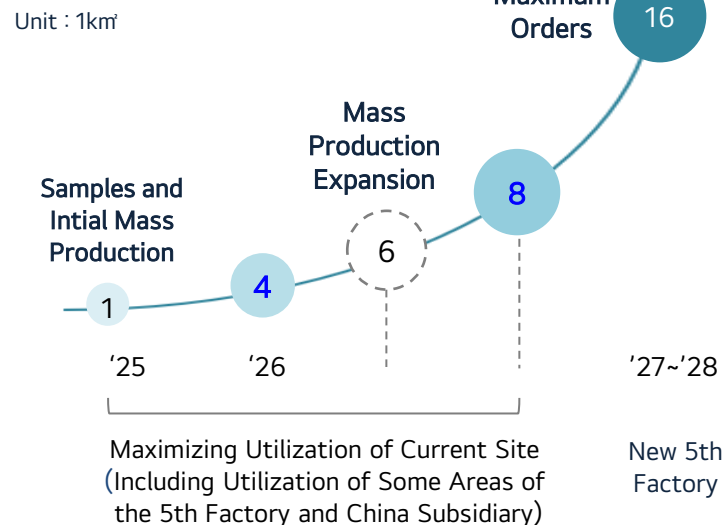 Unit : 1k㎡
Maximum
Orders
16
Mass
Production
Expansion
8
Samples and
Intial Mass
Production
6
4
1
‘25
‘26
’27~’28
Maximizing Utilization of Current Site
(Including Utilization of Some Areas of
the 5th Factory and China Subsidiary)
New 5th
Factory